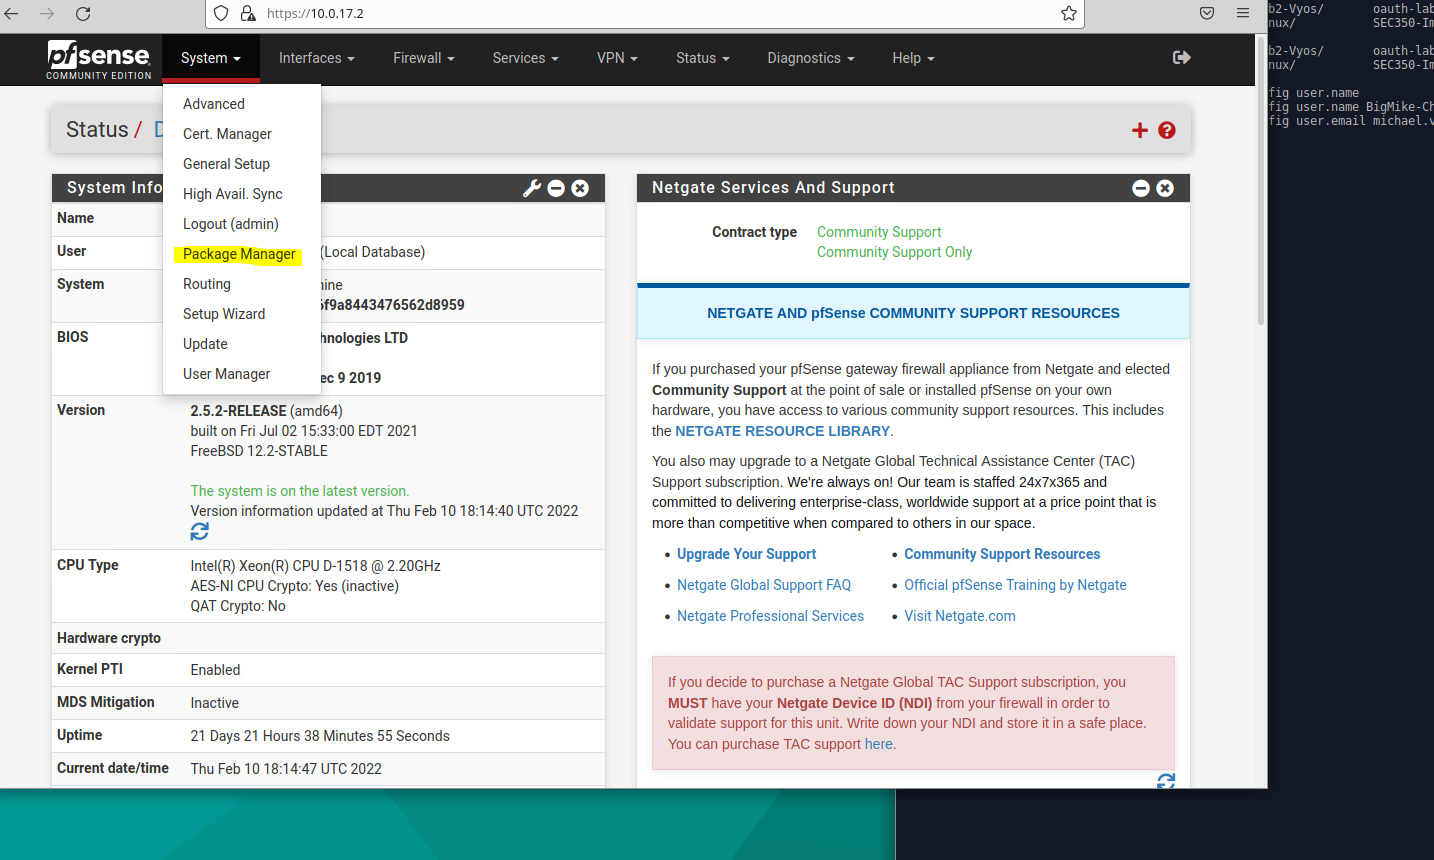 https://10.0.17.2
pfsense
COMMUNITY EDITION
System
Interfaces
Firewall
Services
VPN
Status
Diagnostics
Help
Advanced
Cert. Manager
General Setup
High Avail. Sync
Logout (admin)
Package Manager
Routing
Setup Wizard
Update
User Manager
Status /
System Info
Name
User (Local Database)
System
6f9a8443476562d8959
BIOS hnologies LTD
ec 9 2019
Version 2.5.2-RELEASE (amd64)
built on Fri Jul 02 15:33:00 EDT 2021
FreeBSD 12.2-STABLE
The system is on the latest version.
Version information updated at Thu Feb 10 18:14:40 UTC 2022
CPU Type Intel(R) Xeon(R) CPU D-1518 @ 2.20GHz
AES-NI CPU Crypto: Yes (inactive)
QAT Crypto: No
Hardware crypto
Kernel PTI Enabled
MDS Mitigation Inactive
Uptime 21 Days 21 Hours 38 Minutes 55 Seconds
Current date/time Thu Feb 10 18:14:47 UTC 2022
Netgate Services And Support
Contract type Community Support
Community Support Only
NETGATE AND pfSense COMMUNITY SUPPORT RESOURCES
If you purchased your pfSense gateway firewall appliance from Netgate and elected
Community Support at the point of sale or installed pfSense on your own
hardware, you have access to various community support resources. This includes
the NETGATE RESOURCE LIBRARY.
You also may upgrade to a Netgate Global Technical Assistance Center (TAC)
Support subscription. We're always on! Our team is staffed 24x7x365 and
committed to delivering enterprise-class, worldwide support at a price point that is
more than competitive when compared to others in our space.
• Upgrade Your Support
• Community Support Resources
• Netgate Global Support FAQ
• Official pfSense Training by Netgate
• Netgate Professional Services
• Visit Netgate.com
If you decide to purchase a Netgate Global TAC Support subscription, you
MUST have your Netgate Device ID (NDI) from your firewall in order to
validate support for this unit. Write down your NDI and store it in a safe place.
You can purchase TAC support here.
b2-Vyos/ oauth-lab
nux/ SEC350-Im
b2-Vyos/ oauth-lab
nux/ SEC350-Im
fig user.name
fig user.name BigMike-Ch
fig user.email michael.v